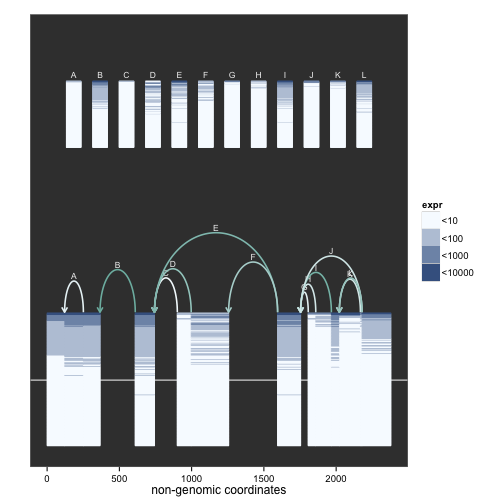 A B C D E F G H I J K L
E
J
F
B
D
A
expr
<10
<100
<1000
<10000
0 500 1000 1500 2000
non-genomic coordinates